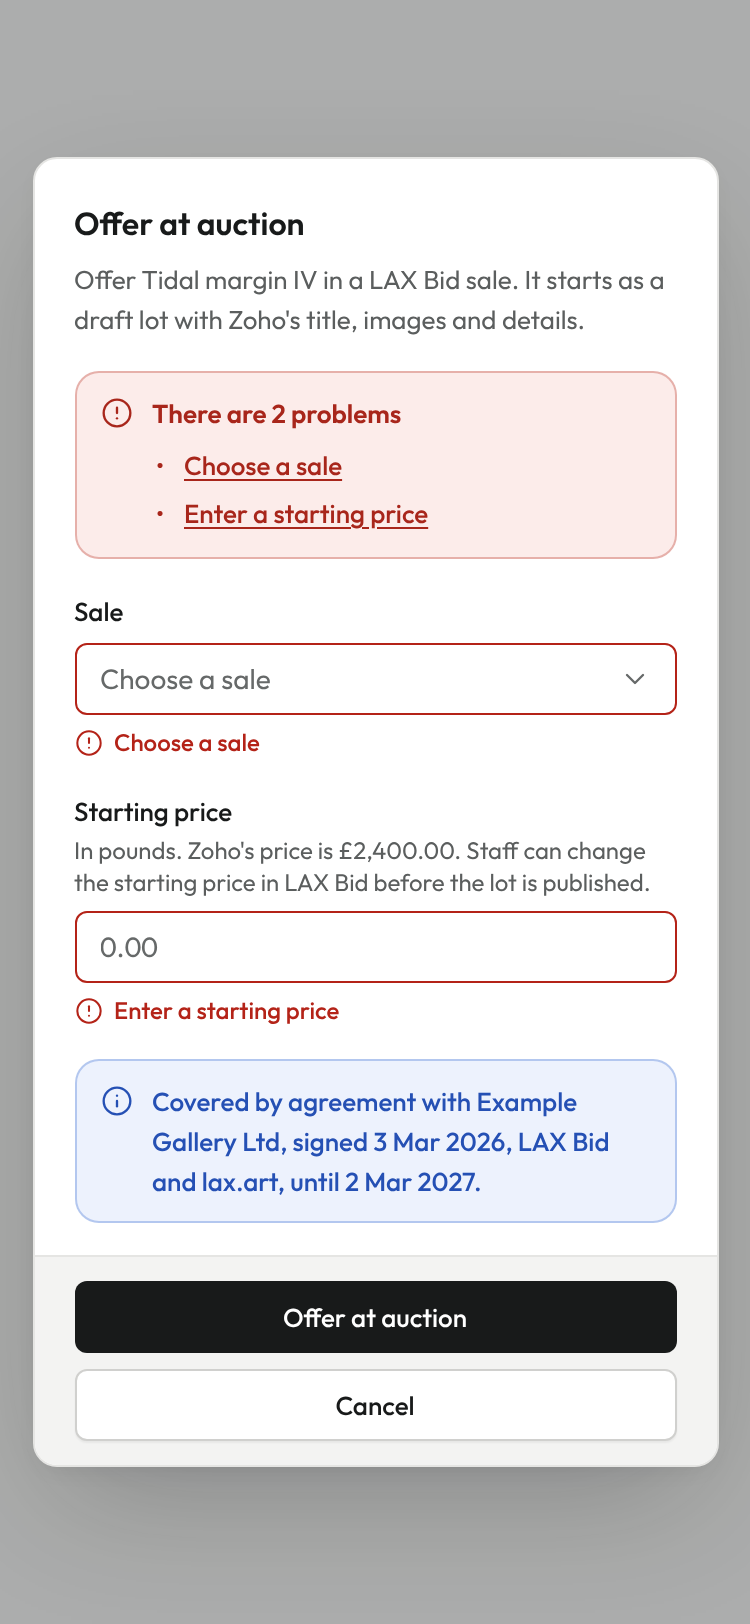 Offer at auction
Offer Tidal margin IV in a LAX Bid sale. It starts as a
draft lot with Zoho's title, images and details.
There are 2 problems
• Choose a sale
• Enter a starting price
Sale
Choose a sale
Choose a sale
Starting price
In pounds. Zoho's price is £2,400.00. Staff can change
the starting price in LAX Bid before the lot is published.
0.00
Enter a starting price
Covered by agreement with Example
Gallery Ltd, signed 3 Mar 2026, LAX Bid
and lax.art, until 2 Mar 2027.
Offer at auction
Cancel